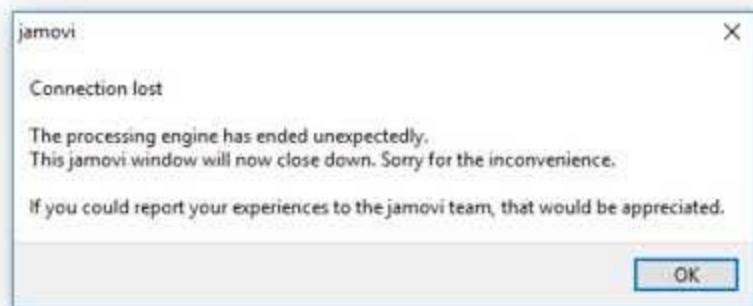 jamovi
Connection lost
The processing engine has ended unexpectedly.
This jamovi window will now close down. Sorry for the inconvenience.
If you could report your experiences to the jamovi team, that would be appreciated.
OK